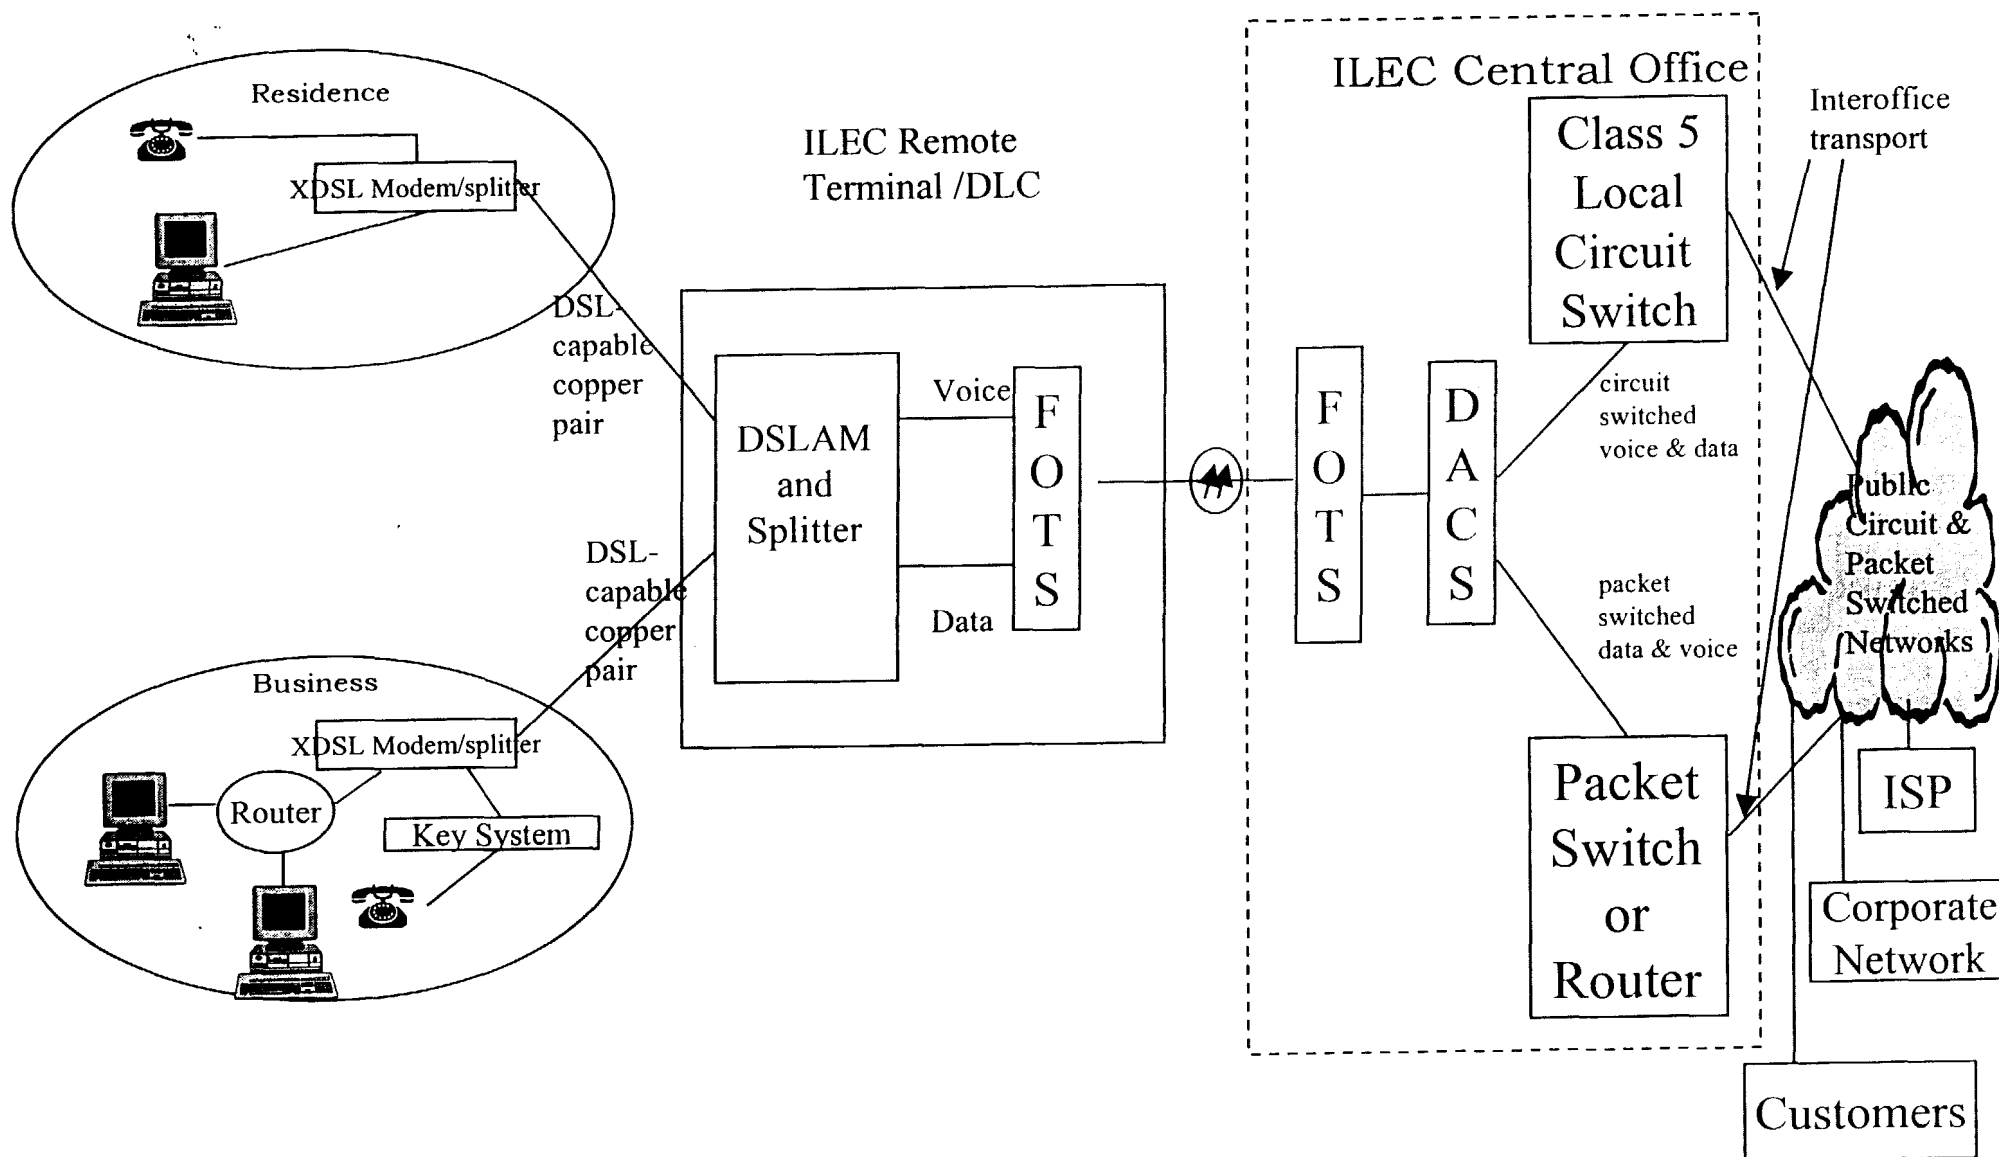 Residence
XDSL Modem/splitter
DSL-
capable
copper
pair
ILEC Remote
Terminal /DLC
DSLAM
and
Splitter
Voice
Data
F
O
T
S
DSL-
capable
copper
pair
Business
XDSL Modem/splitter
Router
Key System
ILEC Central Office
F
O
T
S
D
A
C
S
Class 5
Local
Circuit
Switch
circuit
switched
voice & data
packet
switched
data & voice
Packet
Switch
or
Router
Interoffice
transport
Public
Circuit &
Packet
Switched
Networks
ISP
Corporate
Network
Customers